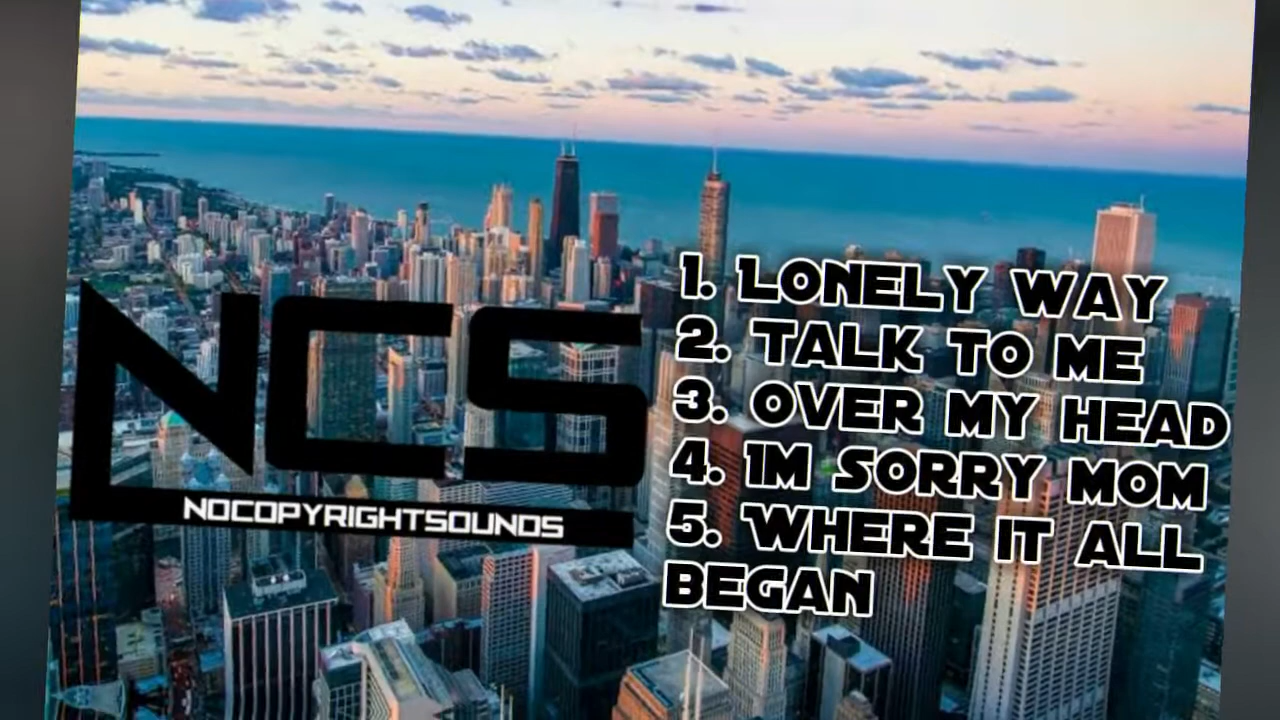 NCS
NOCOPYRIGHTSOUNDS
1. LONELY WAY
2. TALK TO ME
3. OVER MY HEAD
4. IM SORRY MOM
5. WHERE IT ALL
BEGAN